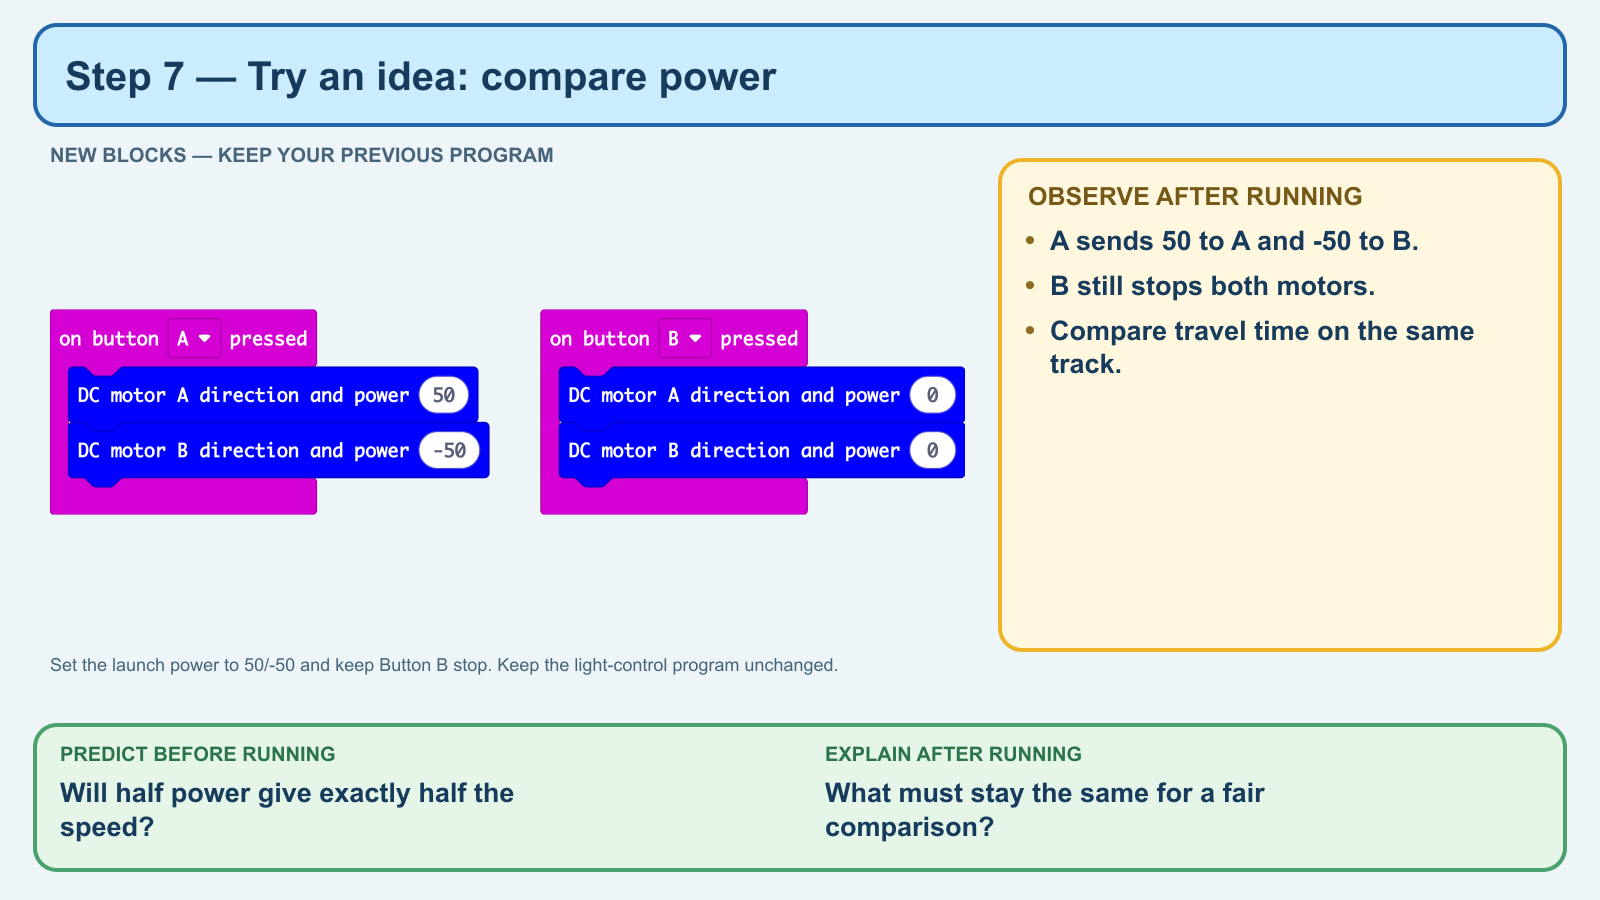 Step 7 — Try an idea: compare power
NEW BLOCKS — KEEP YOUR PREVIOUS PROGRAM
on button A pressed
DC motor A direction and power 50
DC motor B direction and power -50
on button B pressed
DC motor A direction and power 0
DC motor B direction and power 0
Set the launch power to 50/-50 and keep Button B stop. Keep the light-control program unchanged.
OBSERVE AFTER RUNNING
• A sends 50 to A and -50 to B.
• B still stops both motors.
• Compare travel time on the same
track.
PREDICT BEFORE RUNNING
Will half power give exactly half the
speed?
EXPLAIN AFTER RUNNING
What must stay the same for a fair
comparison?